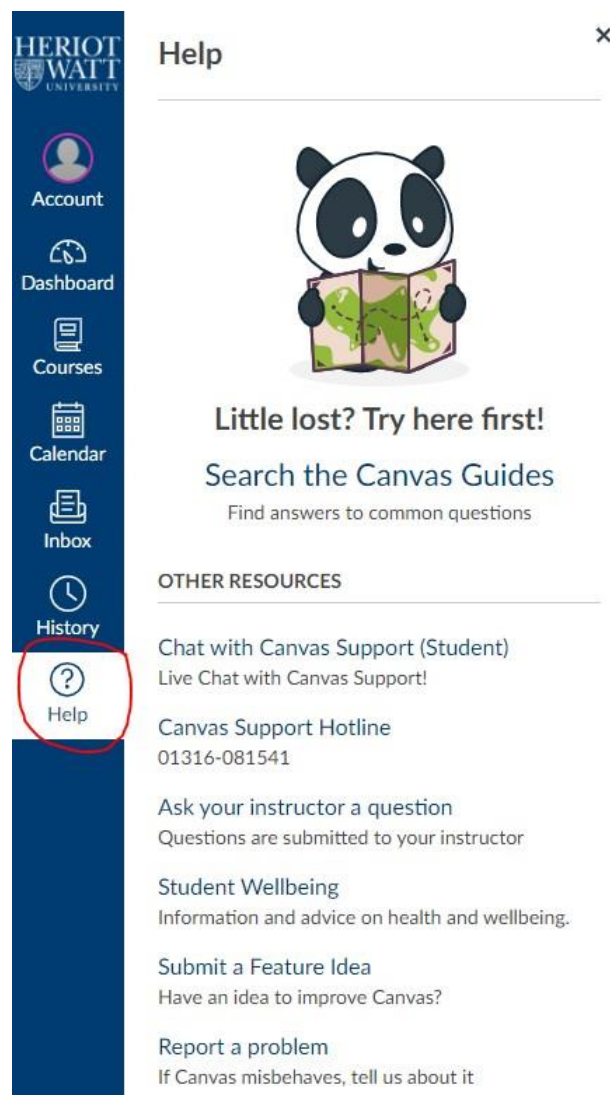 HERIOT
WATT
UNIVERSITY
Account
Dashboard
Courses
Calendar
Inbox
History
Help
Help
Little lost? Try here first!
Search the Canvas Guides
Find answers to common questions
OTHER RESOURCES
Chat with Canvas Support (Student)
Live Chat with Canvas Support!
Canvas Support Hotline
01316-081541
Ask your instructor a question
Questions are submitted to your instructor
Student Wellbeing
Information and advice on health and wellbeing.
Submit a Feature Idea
Have an idea to improve Canvas?
Report a problem
If Canvas misbehaves, tell us about it